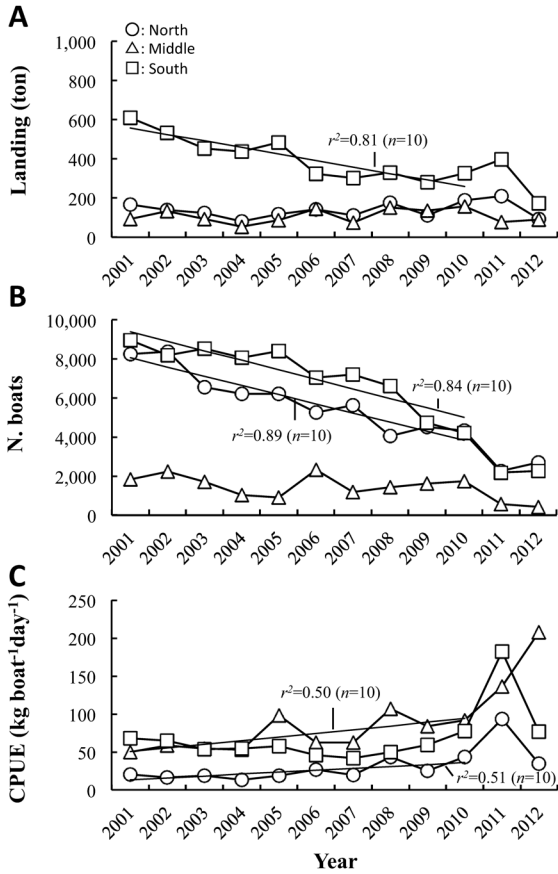 A
Landing (ton)
1,000
800
600
400
200
0
○: North
△: Middle
□: South
r²=0.81 (n=10)
2001 2002 2003 2004 2005 2006 2007 2008 2009 2010 2011 2012
B
N. boats
10,000
8,000
6,000
4,000
2,000
0
r²=0.84 (n=10)
r²=0.89 (n=10)
2001 2002 2003 2004 2005 2006 2007 2008 2009 2010 2011 2012
C
CPUE (kg boat⁻¹day⁻¹)
250
200
150
100
50
0
r²=0.50 (n=10)
r²=0.51 (n=10)
2001 2002 2003 2004 2005 2006 2007 2008 2009 2010 2011 2012
Year